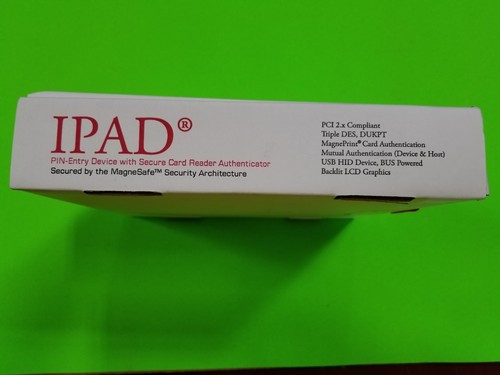 IPAD®
PIN-Entry Device with Secure Card Reader Authenticator
Secured by the MagneSafe™ Security Architecture
PCI 2.x Compliant
Triple DES, DUKPT
MagnePrint® Card Authentication
Mutual Authentication (Device & Host)
USB HID Device, BUS Powered
Backlit LCD Graphics